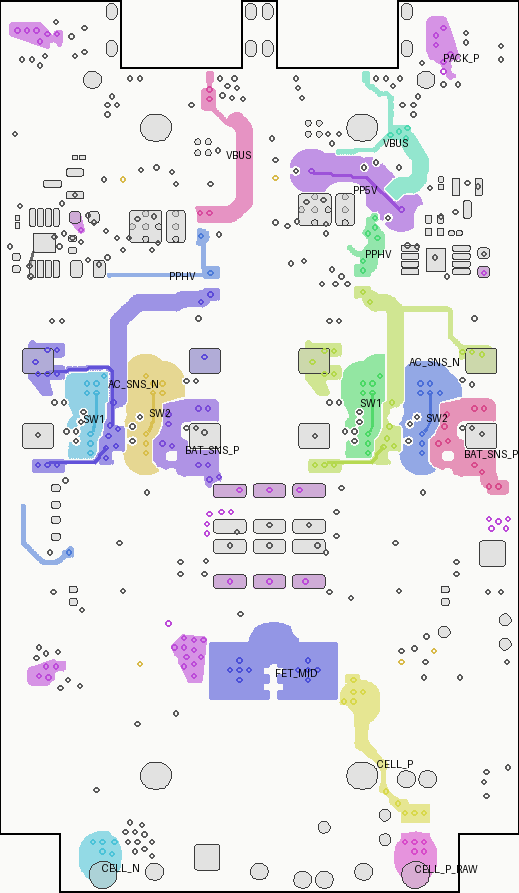 PACK_P
VBUS
VBUS
PP5V
PPHV
PPHV
AC_SNS_N
AC_SNS_N
SW1
SW2
SW1
SW2
BAT_SNS_P
BAT_SNS_P
FET_MID
CELL_P
CELL_N
CELL_P_RAW